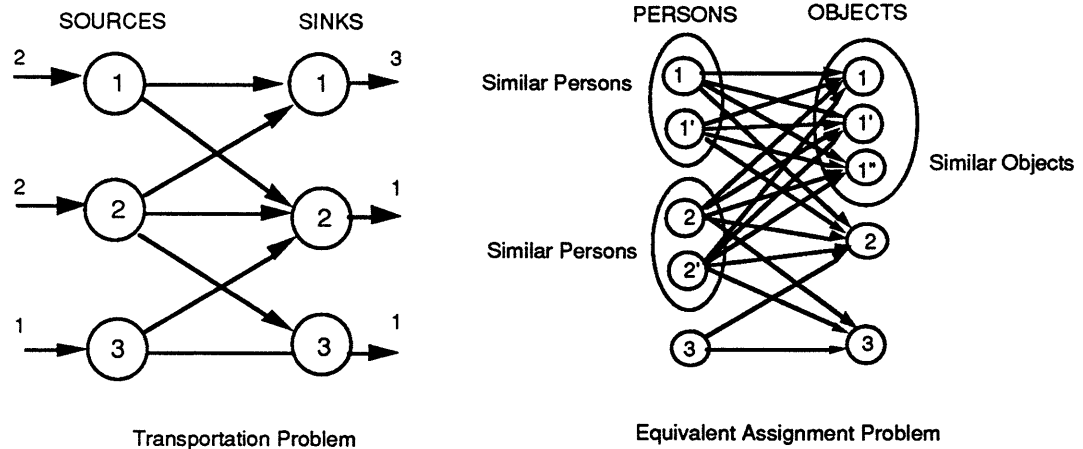 SOURCES SINKS
2 1 1 3
2 2 2 1
1 3 3 1
Transportation Problem
PERSONS OBJECTS
Similar Persons
1 1
1' 1'
1"
Similar Objects
2
Similar Persons
2
2'
3 3
Equivalent Assignment Problem